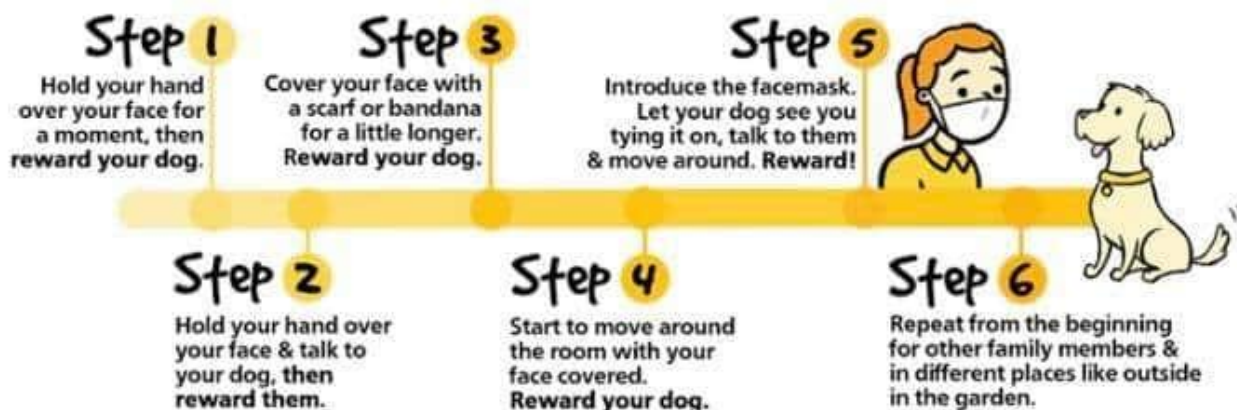 Step 1
Hold your hand
over your face for
a moment, then
reward your dog.
Step 2
Hold your hand over
your face & talk to
your dog, then
reward them.
Step 3
Cover your face with
a scarf or bandana
for a little longer.
Reward your dog.
Step 4
Start to move around
the room with your
face covered.
Reward your dog.
Step 5
Introduce the facemask.
Let your dog see you
tying it on, talk to them
& move around. Reward!
Step 6
Repeat from the beginning
for other family members &
in different places like outside
in the garden.